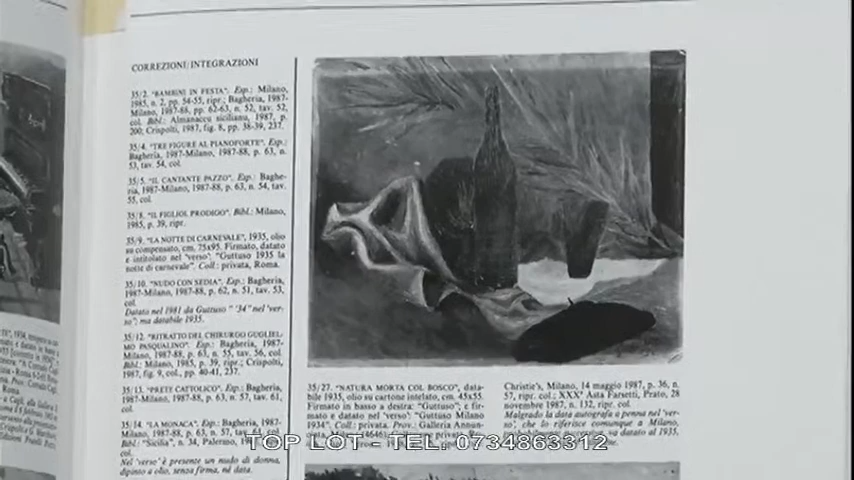 CORREZIONI/INTEGRAZIONI
35/2. "BAMBINI IN FESTA". Esp.: Milano,
1985, n. 2, pp. 54-55, ripr.; Bagheria, 1987-
Milano, 1987-88, pp. 62-63, n. 52, tav. 52,
col. Bibl.: Almanacco siciliano, 1987, p.
200; Crispolti, 1987, fig. 8, pp. 38-39, 237.
35/4. "TRE FIGURE AL PIANOFORTE". Esp.:
Bagheria, 1987-Milano, 1987-88, p. 63, n.
53, tav. 54, col.
35/5. "IL CANTANTE PAZZO". Esp.: Baghe-
ria, 1987-Milano, 1987-88, p. 63, n. 54, tav.
55, col.
35/8. "IL FIGLIOL PRODIGO". Bibl.: Milano,
1985, p. 39, ripr.
35/9. "LA NOTTE DI CARNEVALE", 1935, olio
su compensato, cm. 75x95. Firmato, datato
e intitolato nel "verso": "Guttuso 1935 la
notte di carnevale". Coll.: privata, Roma.
35/10. "NUDO CON SEDIA". Esp.: Bagheria,
1987-Milano, 1987-88, p. 62, n. 51, tav. 53,
col.
Datato nel 1981 da Guttuso "'34" nel 'ver-
so'; ma databile 1935.
35/12. "RITRATTO DEL CHIRURGO GUGLIEL-
MO PASQUALINO". Esp.: Bagheria, 1987-
Milano, 1987-88, p. 63, n. 55, tav. 56, col.
Bibl.: Milano, 1985, p. 39, ripr.; Crispolti,
1987, fig. 9, col., pp. 40-41, 237.
35/13. "PRETE CATTOLICO". Esp.: Bagheria,
1987-Milano, 1987-88, p. 63, n. 57, tav. 61,
col.
35/14. "LA MONACA". Esp.: Bagheria, 1987-
Milano, 1987-88, p. 63, n. 57, tav. 61, col.
Bibl.: "Sicilia", n. 34, Palermo,
col.
Nel 'verso' è presente un nudo di donna,
dipinto a olio, senza firma, né data.
35/27. "NATURA MORTA COL BOSCO", data-
bile 1935, olio su cartone intelato, cm. 45x55.
Firmato in basso a destra: "Guttuso"; e fir-
mato e datato nel 'verso': "Guttuso Milano
1934". Coll.: privata. Prov.: Galleria Annun-
Christie's, Milano, 14 maggio 1987, p. 36, n.
57, ripr. col.; XXXª Asta Farsetti, Prato, 28
novembre 1987, n. 132, ripr. col.
Malgrado la data autografa a penna nel 'ver-
so', che lo riferisce comunque a Milano,
va datato al 1935,
TOP LOT - TEL. 0734863312